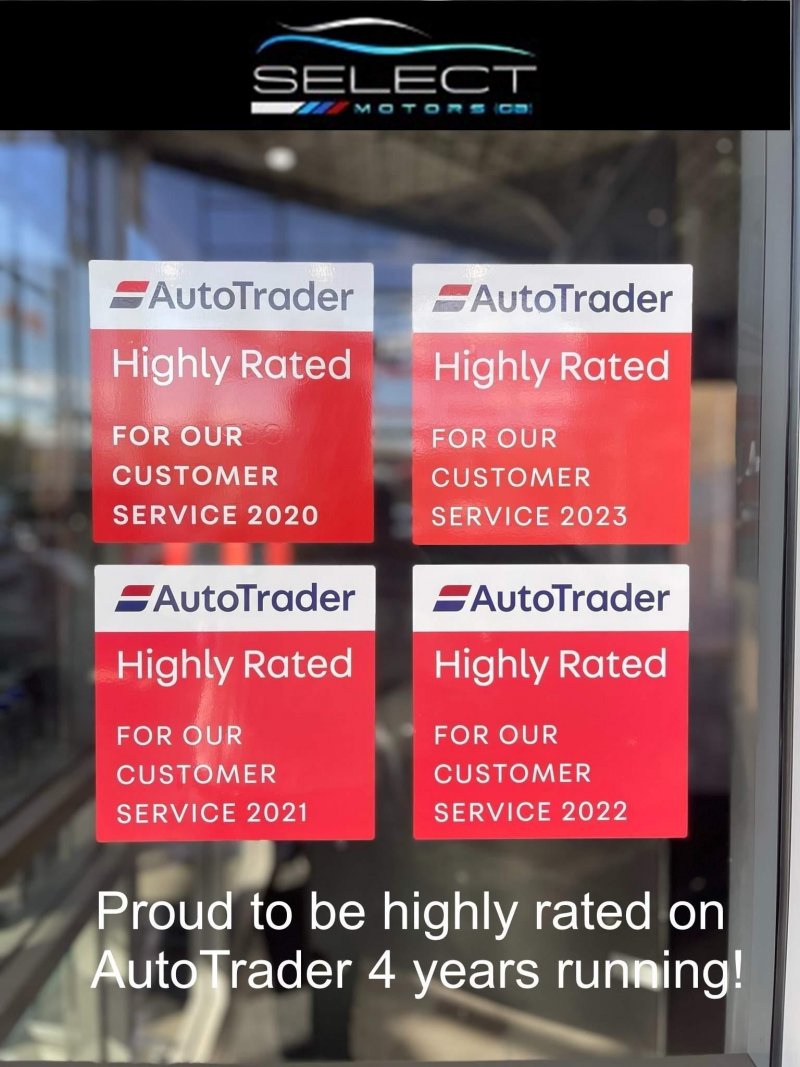 SELECT
MOTORS (GB)
AutoTrader
Highly Rated
FOR OUR
CUSTOMER
SERVICE 2020
AutoTrader
Highly Rated
FOR OUR
CUSTOMER
SERVICE 2023
AutoTrader
Highly Rated
FOR OUR
CUSTOMER
SERVICE 2021
AutoTrader
Highly Rated
FOR OUR
CUSTOMER
SERVICE 2022
Proud to be highly rated on
AutoTrader 4 years running!